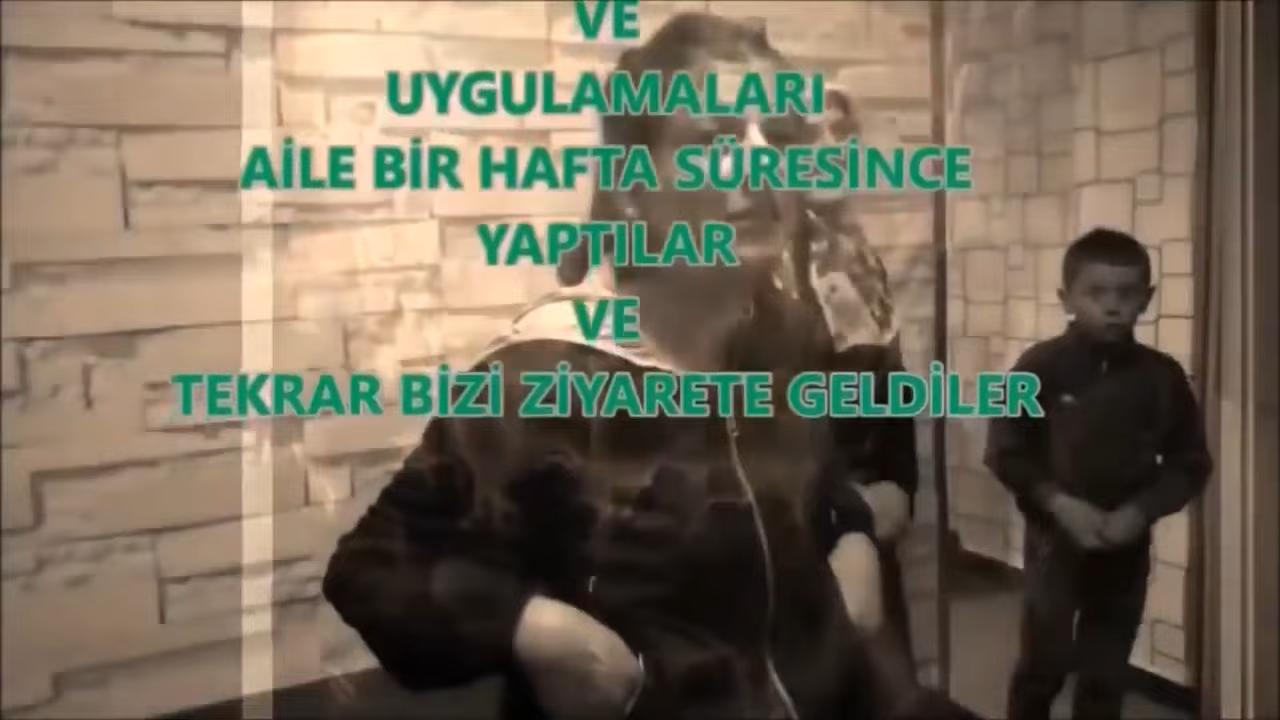 VE
UYGULAMALARI
AİLE BİR HAFTA SÜRESİNCE
YAPTILAR
VE
TEKRAR BİZİ ZİYARETE GELDİLER